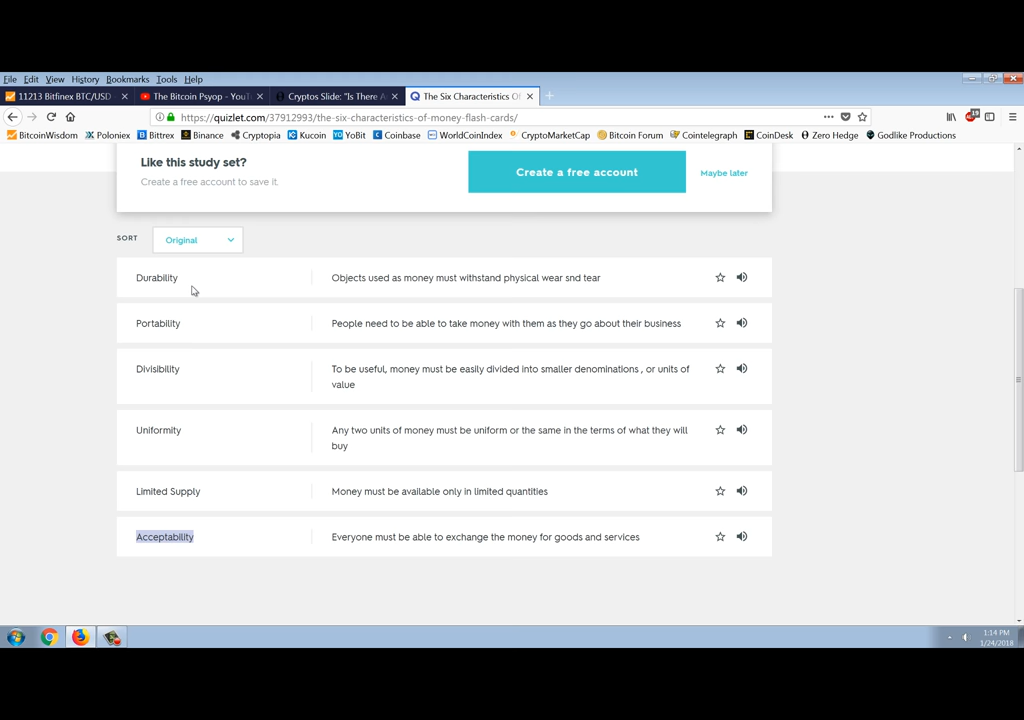 File Edit View History Bookmarks Tools Help
11213 Bitfinex BTC/USD
The Bitcoin Psyop - YouT
Cryptos Slide: "Is There A
The Six Characteristics Of
https://quizlet.com/37912993/the-six-characteristics-of-money-flash-cards/
19
BitcoinWisdom Poloniex Bittrex Binance Cryptopia Kucoin YoBit Coinbase WorldCoinIndex CryptoMarketCap Bitcoin Forum Cointelegraph CoinDesk Zero Hedge Godlike Productions
Like this study set?
Create a free account to save it
Create a free account
Maybe later
SORT
Original
Durability
Objects used as money must withstand physical wear snd tear
Portability
People need to be able to take money with them as they go about their business
Divisibility
To be useful, money must be easily divided into smaller denominations , or units of
value
Uniformity
Any two units of money must be uniform or the same in the terms of what they will
buy
Limited Supply
Money must be available only in limited quantities
Acceptability
Everyone must be able to exchange the money for goods and services
1:14 PM
1/24/2018